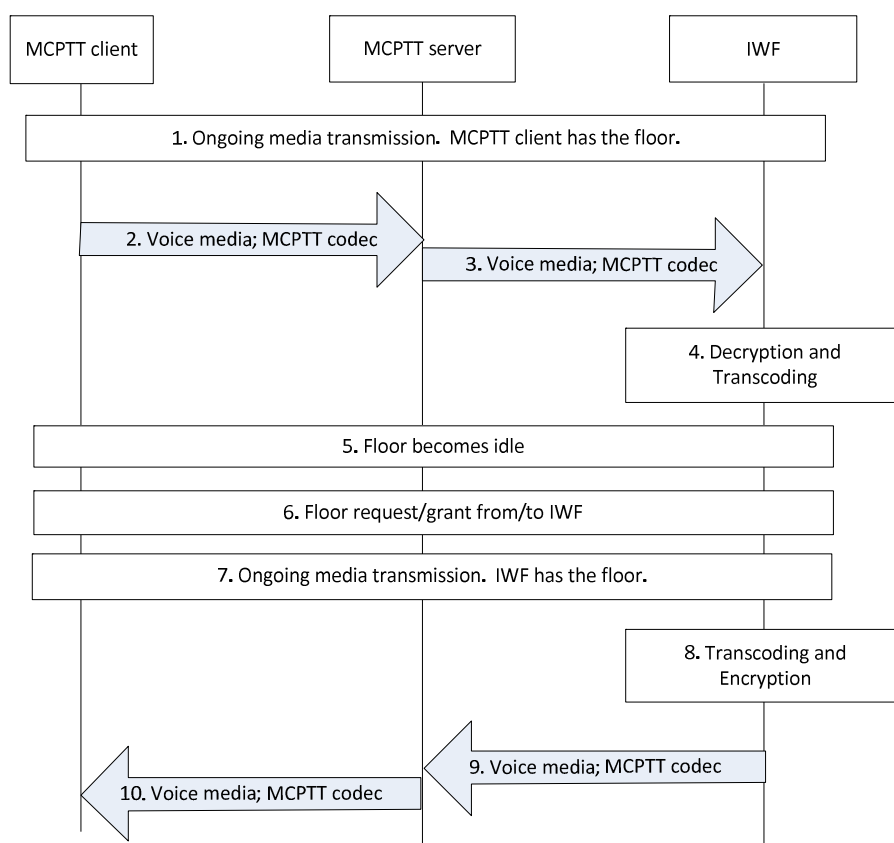 MCPTT client
MCPTT server
IWF
1. Ongoing media transmission.  MCPTT client has the floor.
2. Voice media; MCPTT codec
3. Voice media; MCPTT codec
4. Decryption and
Transcoding
5. Floor becomes idle
6. Floor request/grant from/to IWF
7. Ongoing media transmission.  IWF has the floor.
8. Transcoding and
Encryption
9. Voice media; MCPTT codec
10. Voice media; MCPTT codec